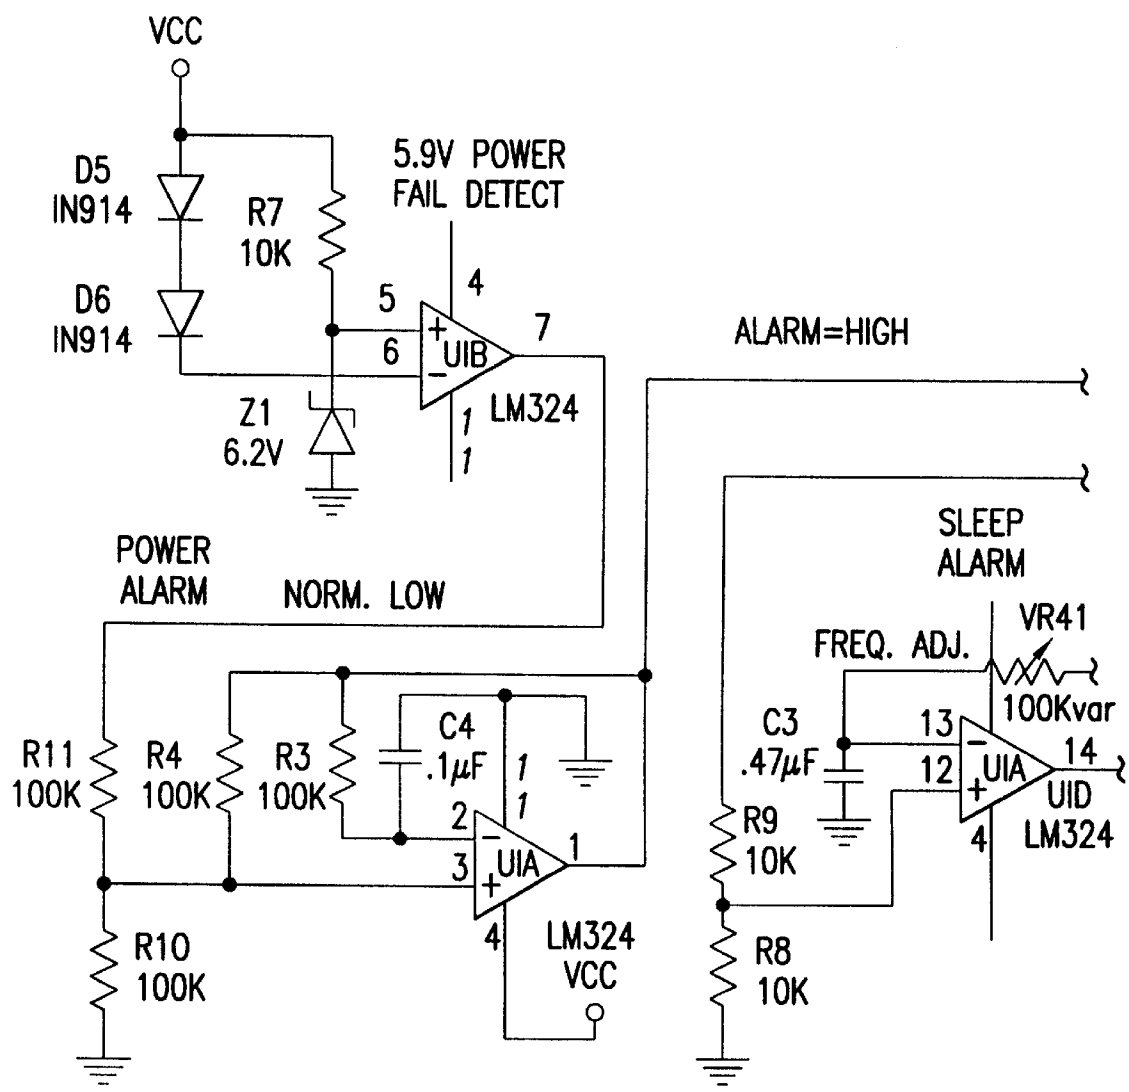 VCC
D5
IN914
R7
10K
5.9V POWER
FAIL DETECT
4
D6
IN914
5
6
+
UIB
-
7
LM324
1
1
Z1
6.2V
ALARM=HIGH
POWER
ALARM
NORM. LOW
SLEEP
ALARM
FREQ. ADJ.
VR41
100Kvar
R11
100K
R4
100K
R3
100K
C4
.1μF
1
1
2
3
-
UIA
+
1
4
LM324
VCC
R10
100K
C3
.47μF
13
12
-
UIA
+
14
UID
LM324
4
R9
10K
R8
10K